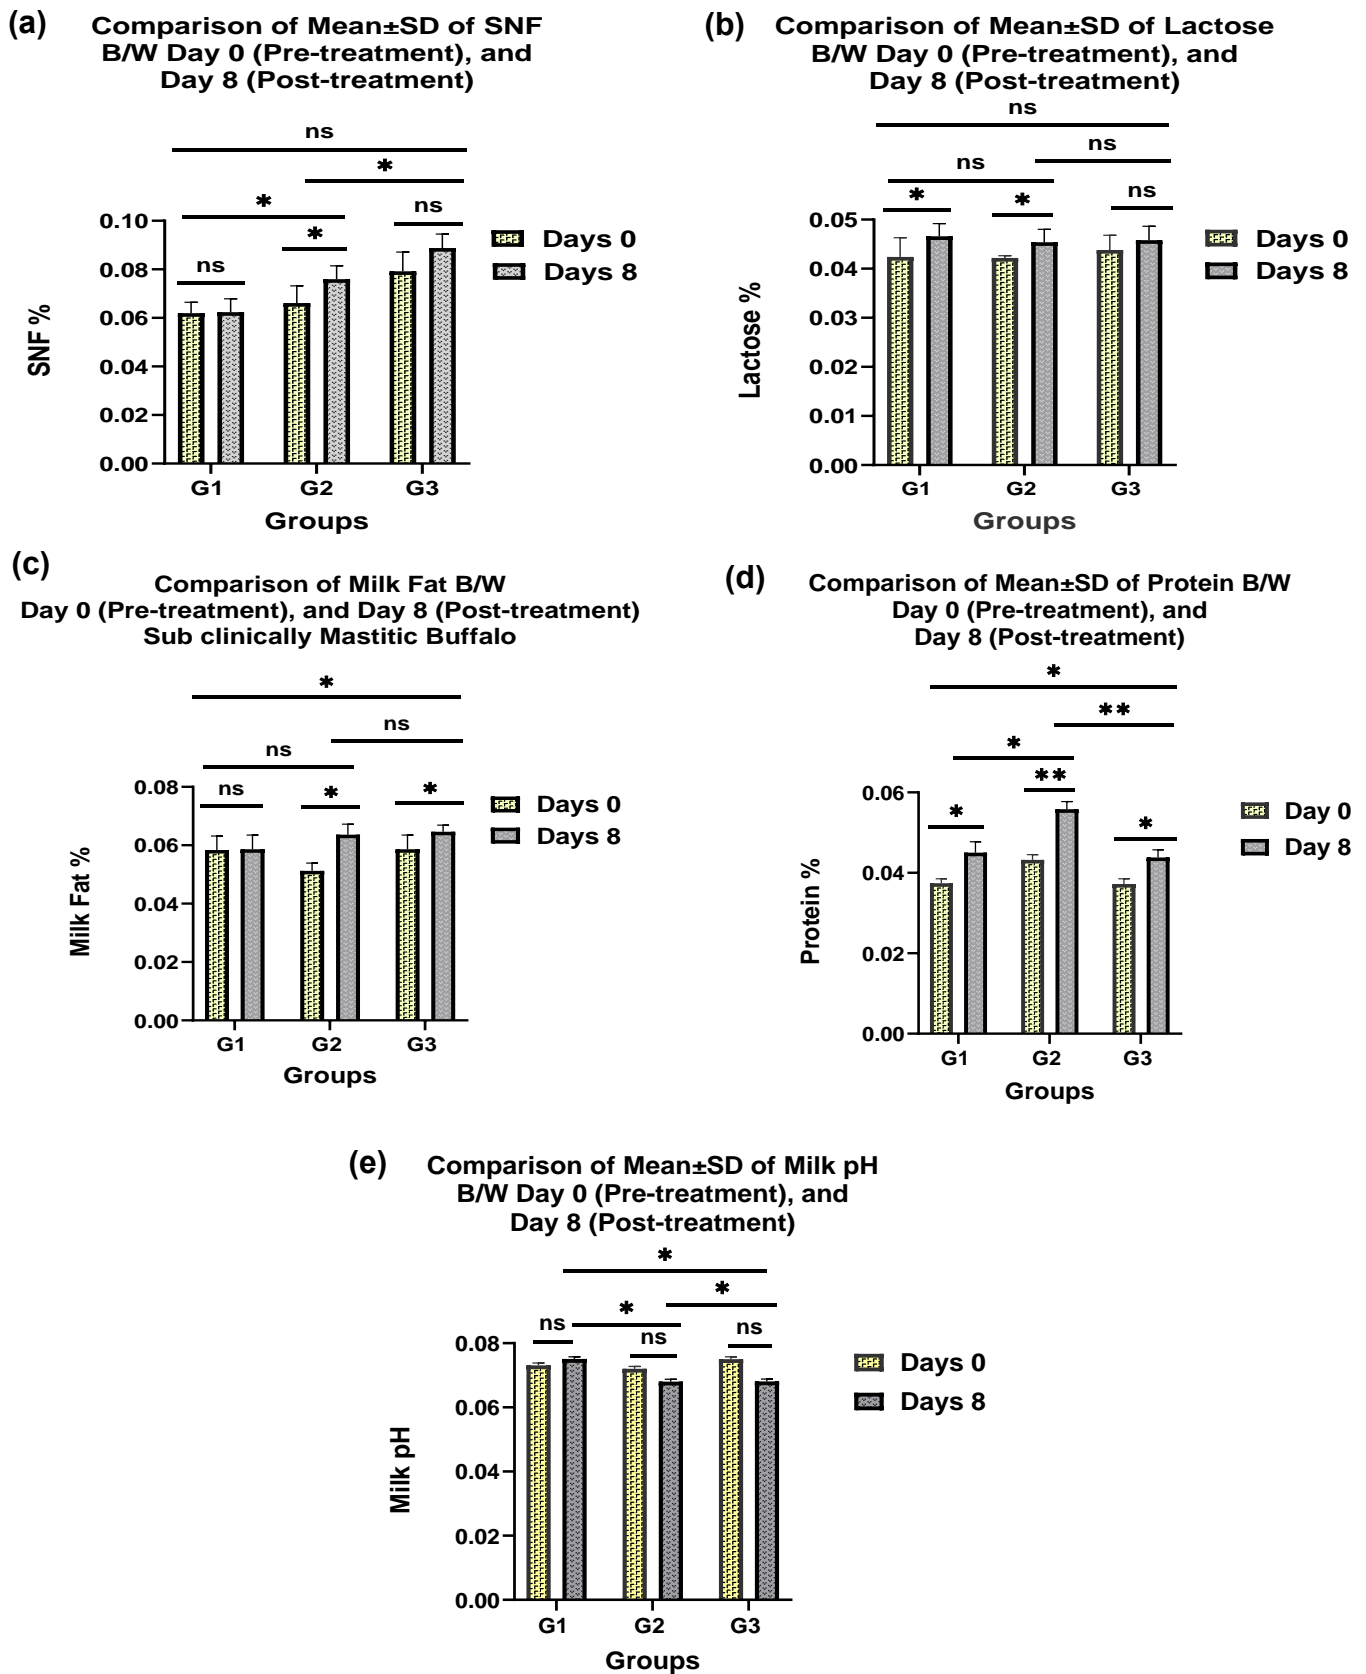 (a)
Comparison of Mean±SD of SNF
B/W Day 0 (Pre-treatment), and
Day 8 (Post-treatment)
ns
*
*
ns
*
ns
0.10
0.08
0.06
0.04
0.02
0.00
SNF %
G1 G2 G3
Groups
Days 0
Days 8
(b)
Comparison of Mean±SD of Lactose
B/W Day 0 (Pre-treatment), and
Day 8 (Post-treatment)
ns
ns
ns
ns
*
*
0.05
0.04
0.03
0.02
0.01
0.00
Lactose %
G1 G2 G3
Groups
Days 0
Days 8
(c)
Comparison of Milk Fat B/W
Day 0 (Pre-treatment), and Day 8 (Post-treatment)
Sub clinically Mastitic Buffalo
*
ns
ns
ns
*
*
0.08
0.06
0.04
0.02
0.00
Milk Fat %
G1 G2 G3
Groups
Days 0
Days 8
(d)
Comparison of Mean±SD of Protein B/W
Day 0 (Pre-treatment), and
Day 8 (Post-treatment)
*
**
*
**
*
*
0.06
0.04
0.02
0.00
Protein %
G1 G2 G3
Groups
Day 0
Day 8
(e)
Comparison of Mean±SD of Milk pH
B/W Day 0 (Pre-treatment), and
Day 8 (Post-treatment)
*
*
*
ns
ns
ns
0.08
0.06
0.04
0.02
0.00
Milk pH
G1 G2 G3
Groups
Days 0
Days 8